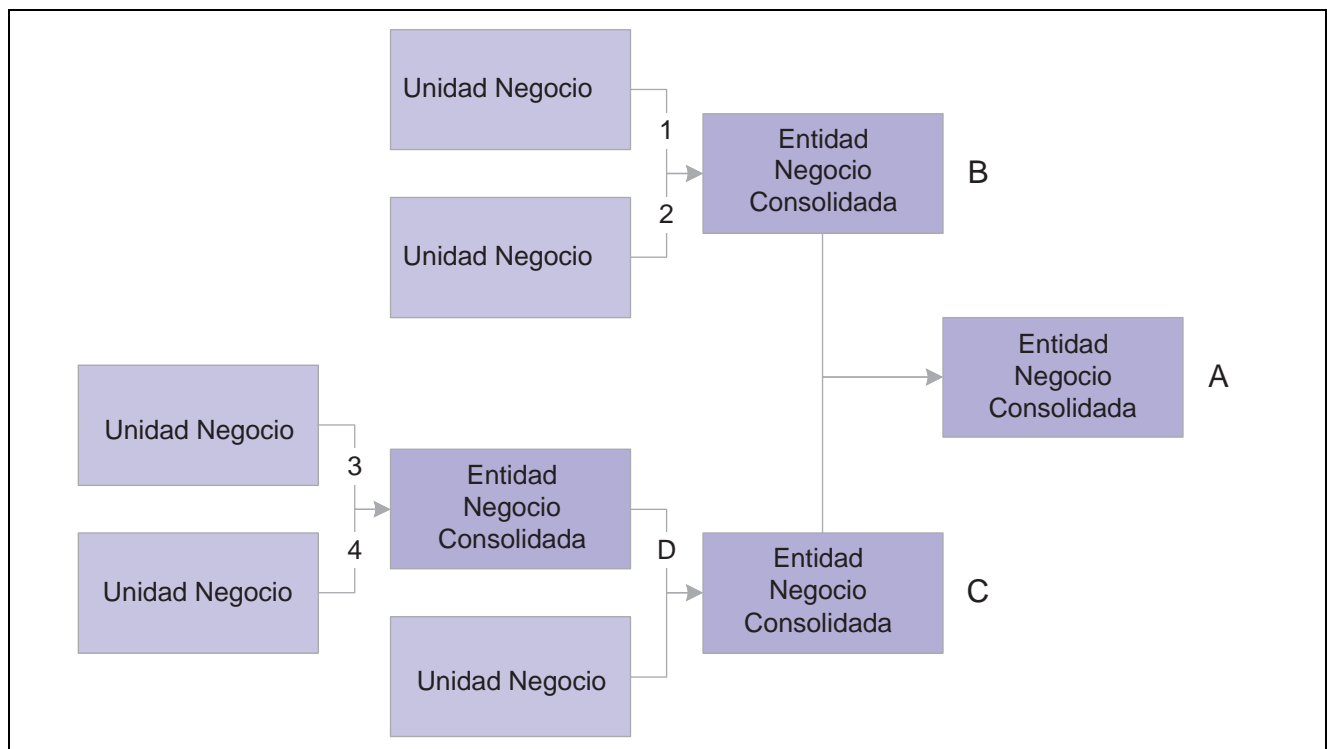 Unidad Negocio
1
Entidad
Negocio
Consolidada
B
2
Unidad Negocio
Entidad
Negocio
Consolidada
A
Unidad Negocio
3
Entidad
Negocio
Consolidada
4
Unidad Negocio
D
Entidad
Negocio
Consolidada
C
Unidad Negocio